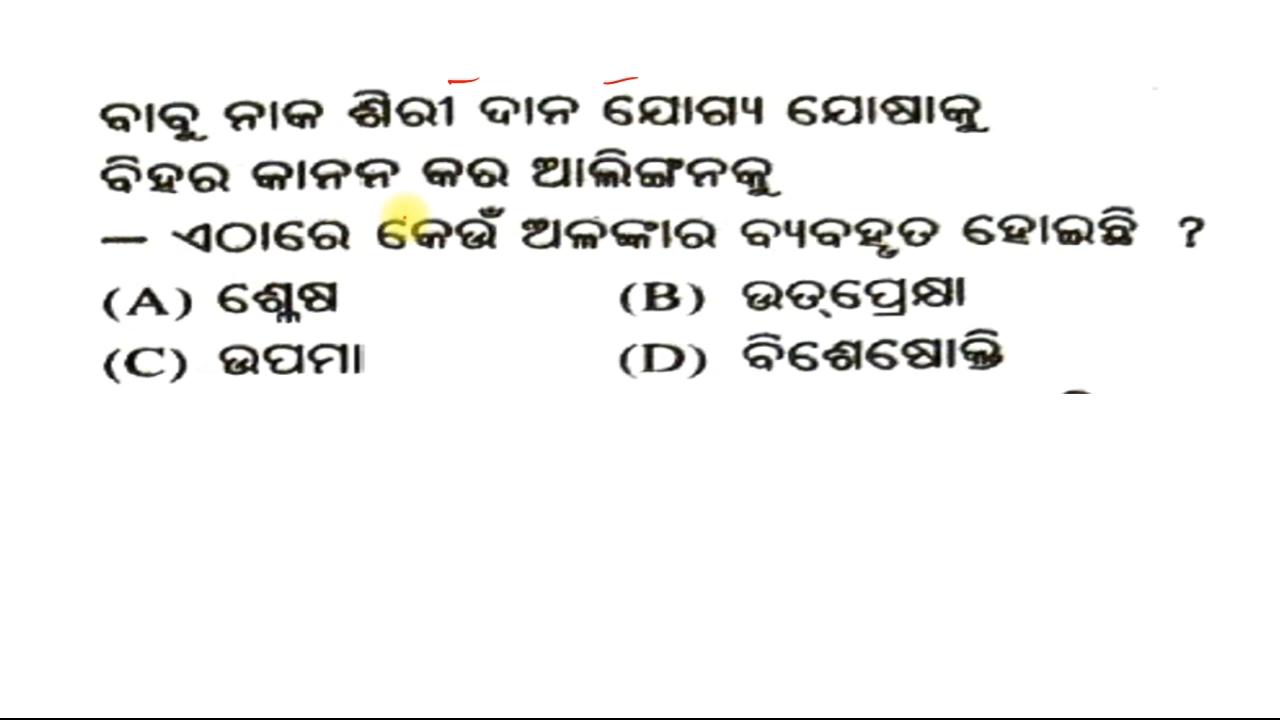 ବାବୁ ନାକ ଶିରୀ ଦାନ ଯୋଗ୍ୟ ଯୋଷାକୁ
ବିହର କାନନ କର ଆଲିଙ୍ଗନକୁ
— ଏଠାରେ କେଉଁ ଅଳଙ୍କାର ବ୍ୟବହୃତ ହୋଇଛି ?
(A) ଶ୍ଳେଷ (B) ଉତ୍‌ପ୍ରେକ୍ଷା
(C) ଉପମା (D) ବିଶେଷୋକ୍ତି